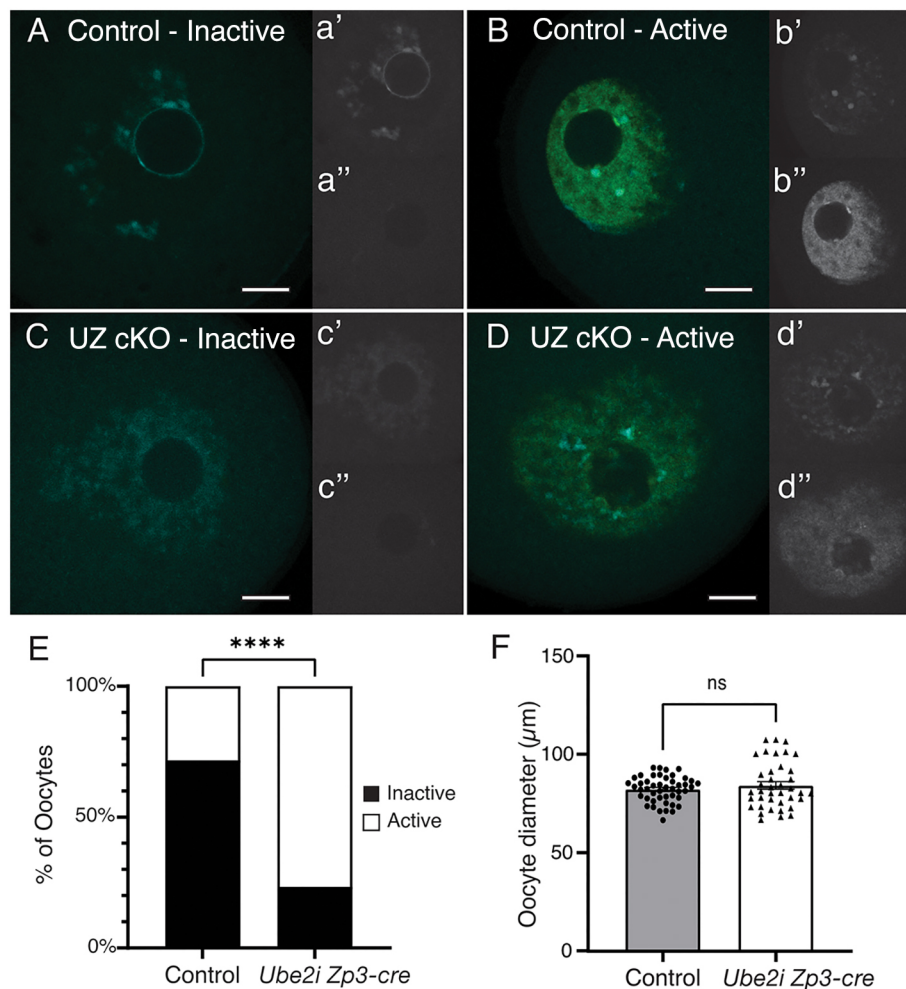 A Control - Inactive
a'
a''
B Control - Active
b'
b''
C UZ cKO - Inactive
c'
c''
D UZ cKO - Active
d'
d''
E
****
100%
50%
0%
% of Oocytes
Inactive
Active
Control
Ube2i Zp3-cre
F
ns
150
100
50
0
Oocyte diameter (µm)
Control
Ube2i Zp3-cre